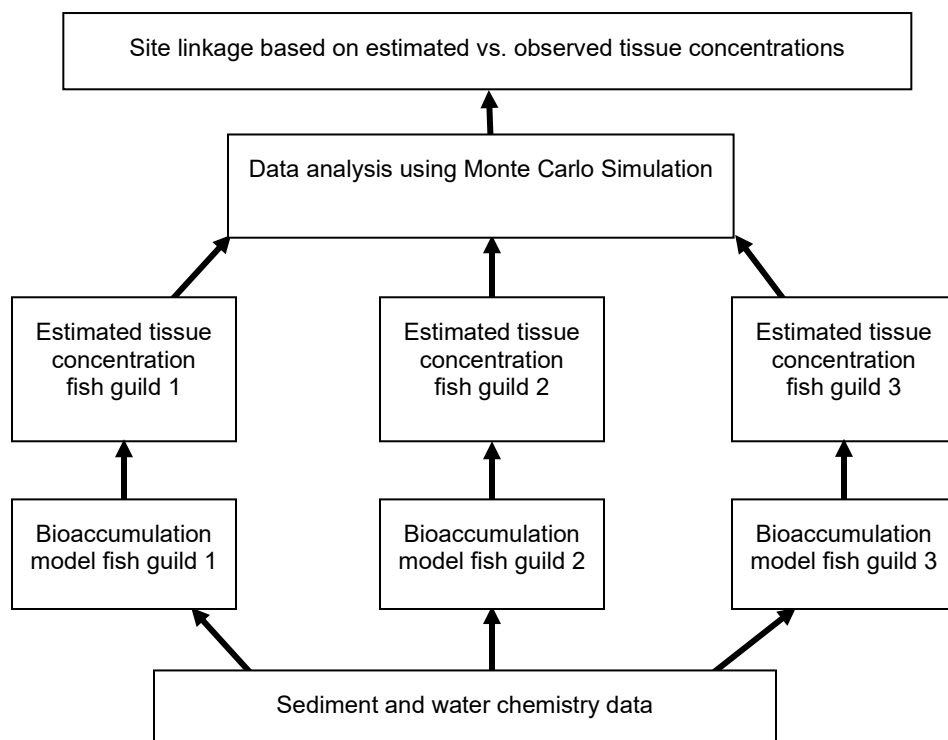 Site linkage based on estimated vs. observed tissue concentrations
Data analysis using Monte Carlo Simulation
Estimated tissue
concentration
fish guild 1
Estimated tissue
concentration
fish guild 2
Estimated tissue
concentration
fish guild 3
Bioaccumulation
model fish guild 1
Bioaccumulation
model fish guild 2
Bioaccumulation
model fish guild 3
Sediment and water chemistry data